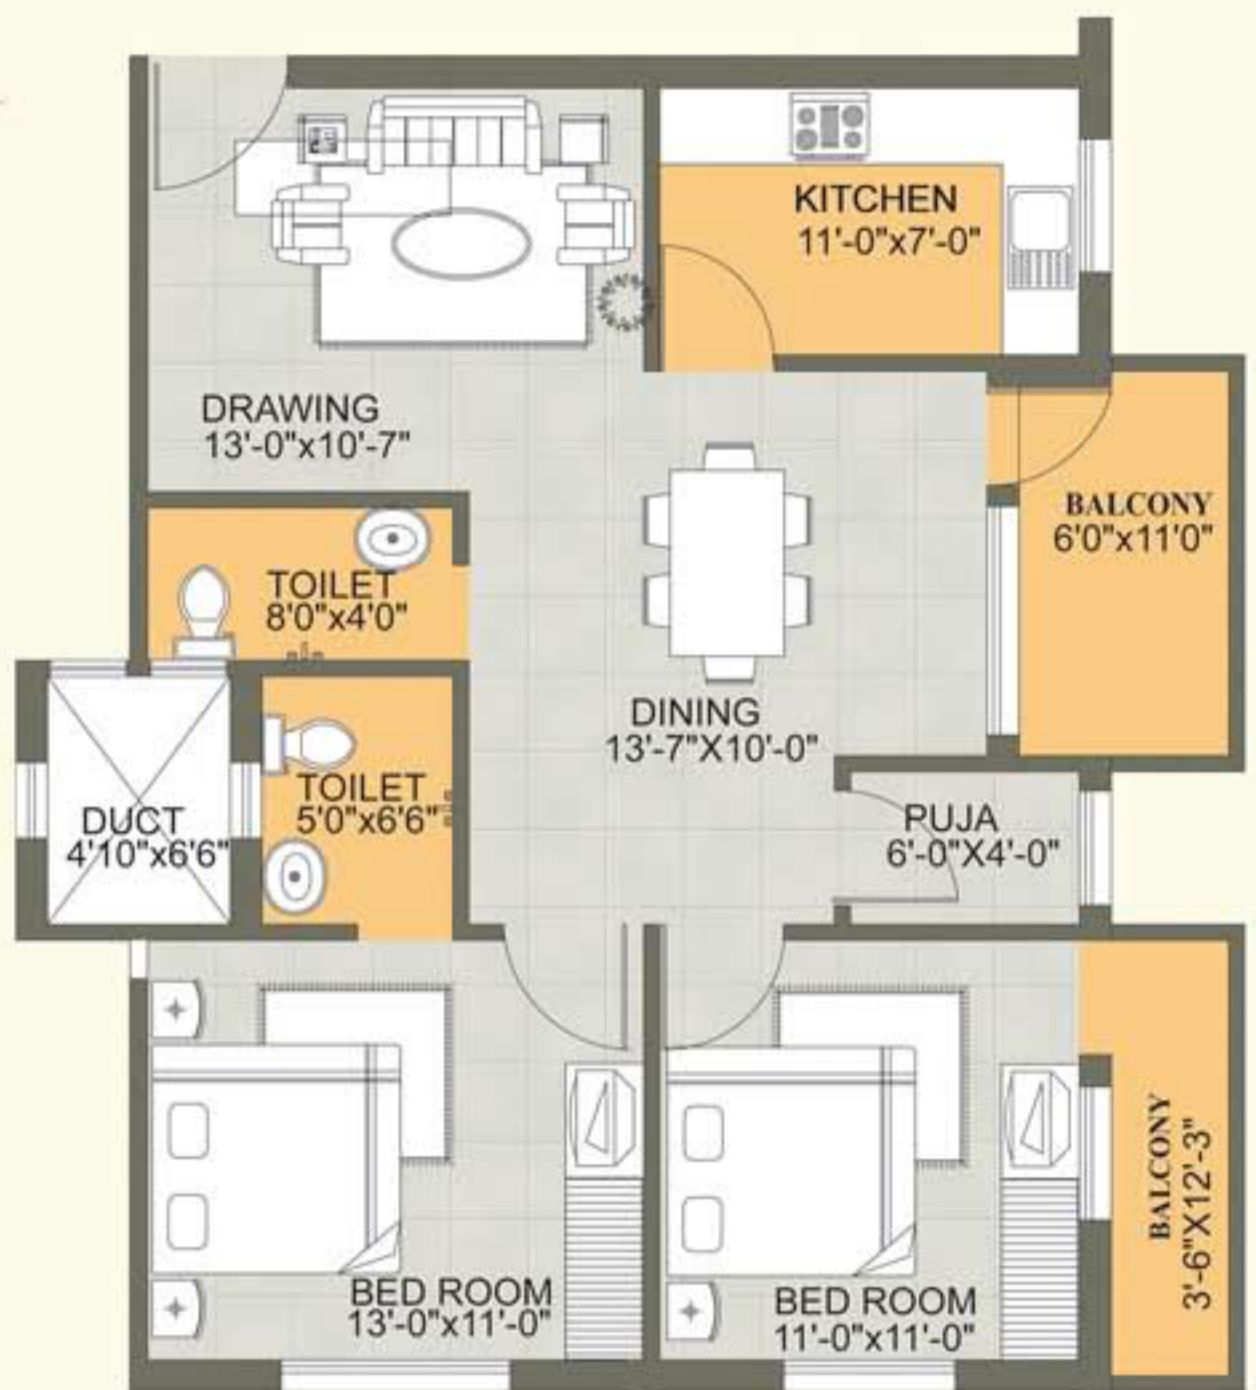 KITCHEN
11'-0"x7'-0"
DRAWING
13'-0"x10'-7"
BALCONY
6'0"x11'0"
TOILET
8'0"x4'0"
DINING
13'-7"X10'-0"
TOILET
5'0"x6'6"
DUCT
4'10"x6'6"
PUJA
6'-0"X4'-0"
BED ROOM
13'-0"x11'-0"
BED ROOM
11'-0"x11'-0"
BALCONY
3'-6"X12'-3"